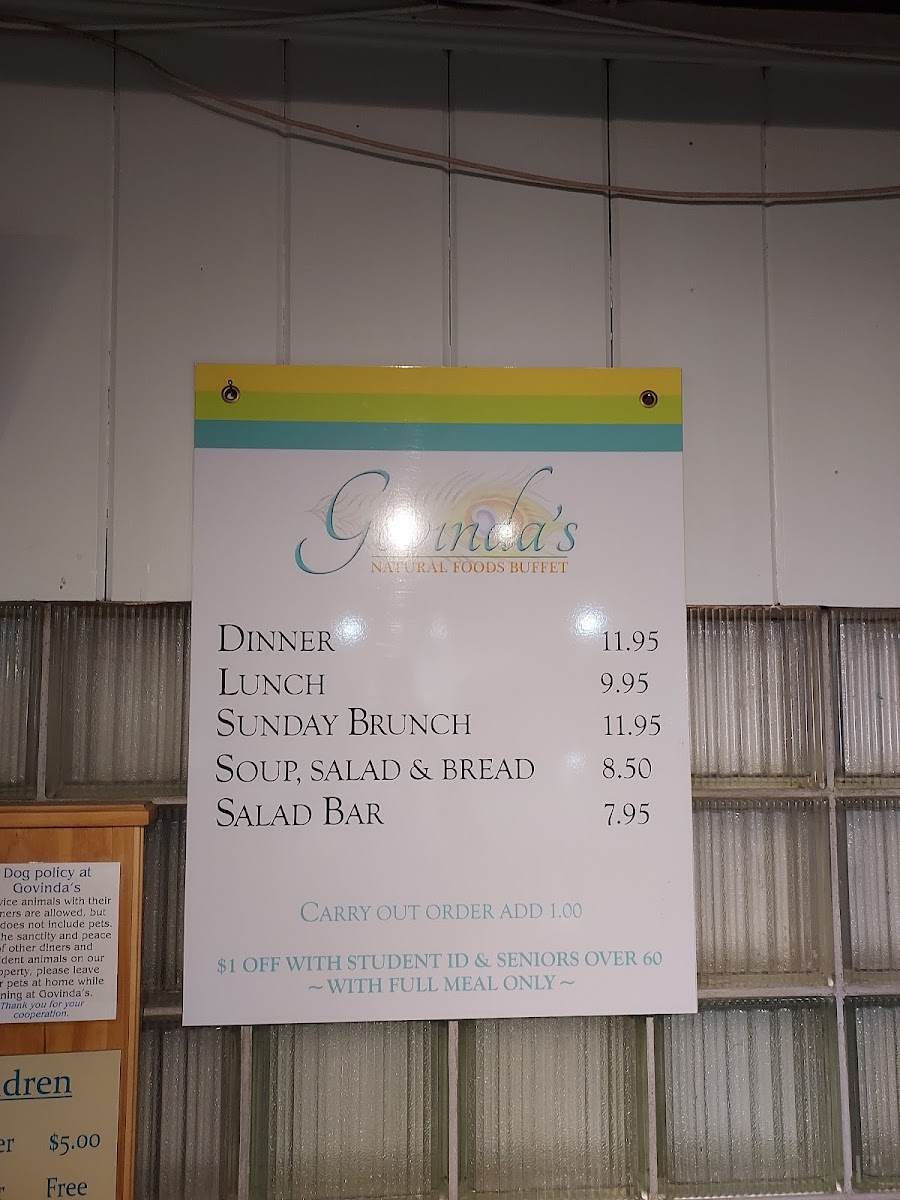 Govinda's
NATURAL FOODS BUFFET
DINNER 11.95
LUNCH 9.95
SUNDAY BRUNCH 11.95
SOUP, SALAD & BREAD 8.50
SALAD BAR 7.95
CARRY OUT ORDER ADD 1.00
$1 OFF WITH STUDENT ID & SENIORS OVER 60
~ WITH FULL MEAL ONLY ~
Dog policy at
Govinda's
animals with their
are allowed, but
does not include pets.
sanctity and peace
of other diners and
animals on our
please leave
pets at home while
at Govinda's.
Thank you for your
cooperation.
$5.00
Free